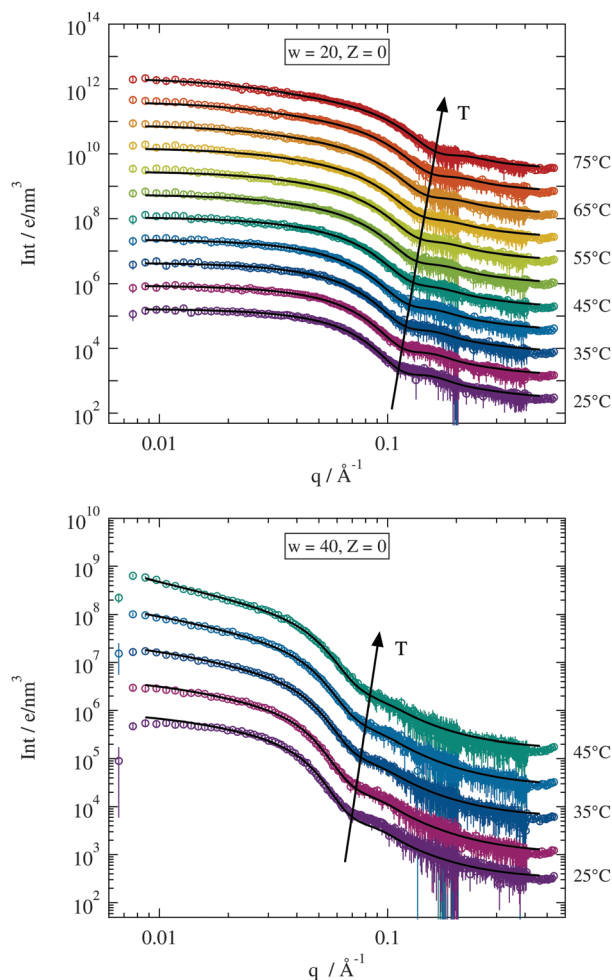 10^14
w = 20, Z = 0
10^12
T
10^10
75°C
65°C
10^8
55°C
Int / e/nm^3
10^6
45°C
10^4
35°C
10^2
25°C
0.01
0.1
q / Å^-1
10^10
w = 40, Z = 0
10^9
10^8
T
10^7
10^6
Int / e/nm^3
45°C
10^5
35°C
10^4
10^3
25°C
10^2
0.01
0.1
q / Å^-1